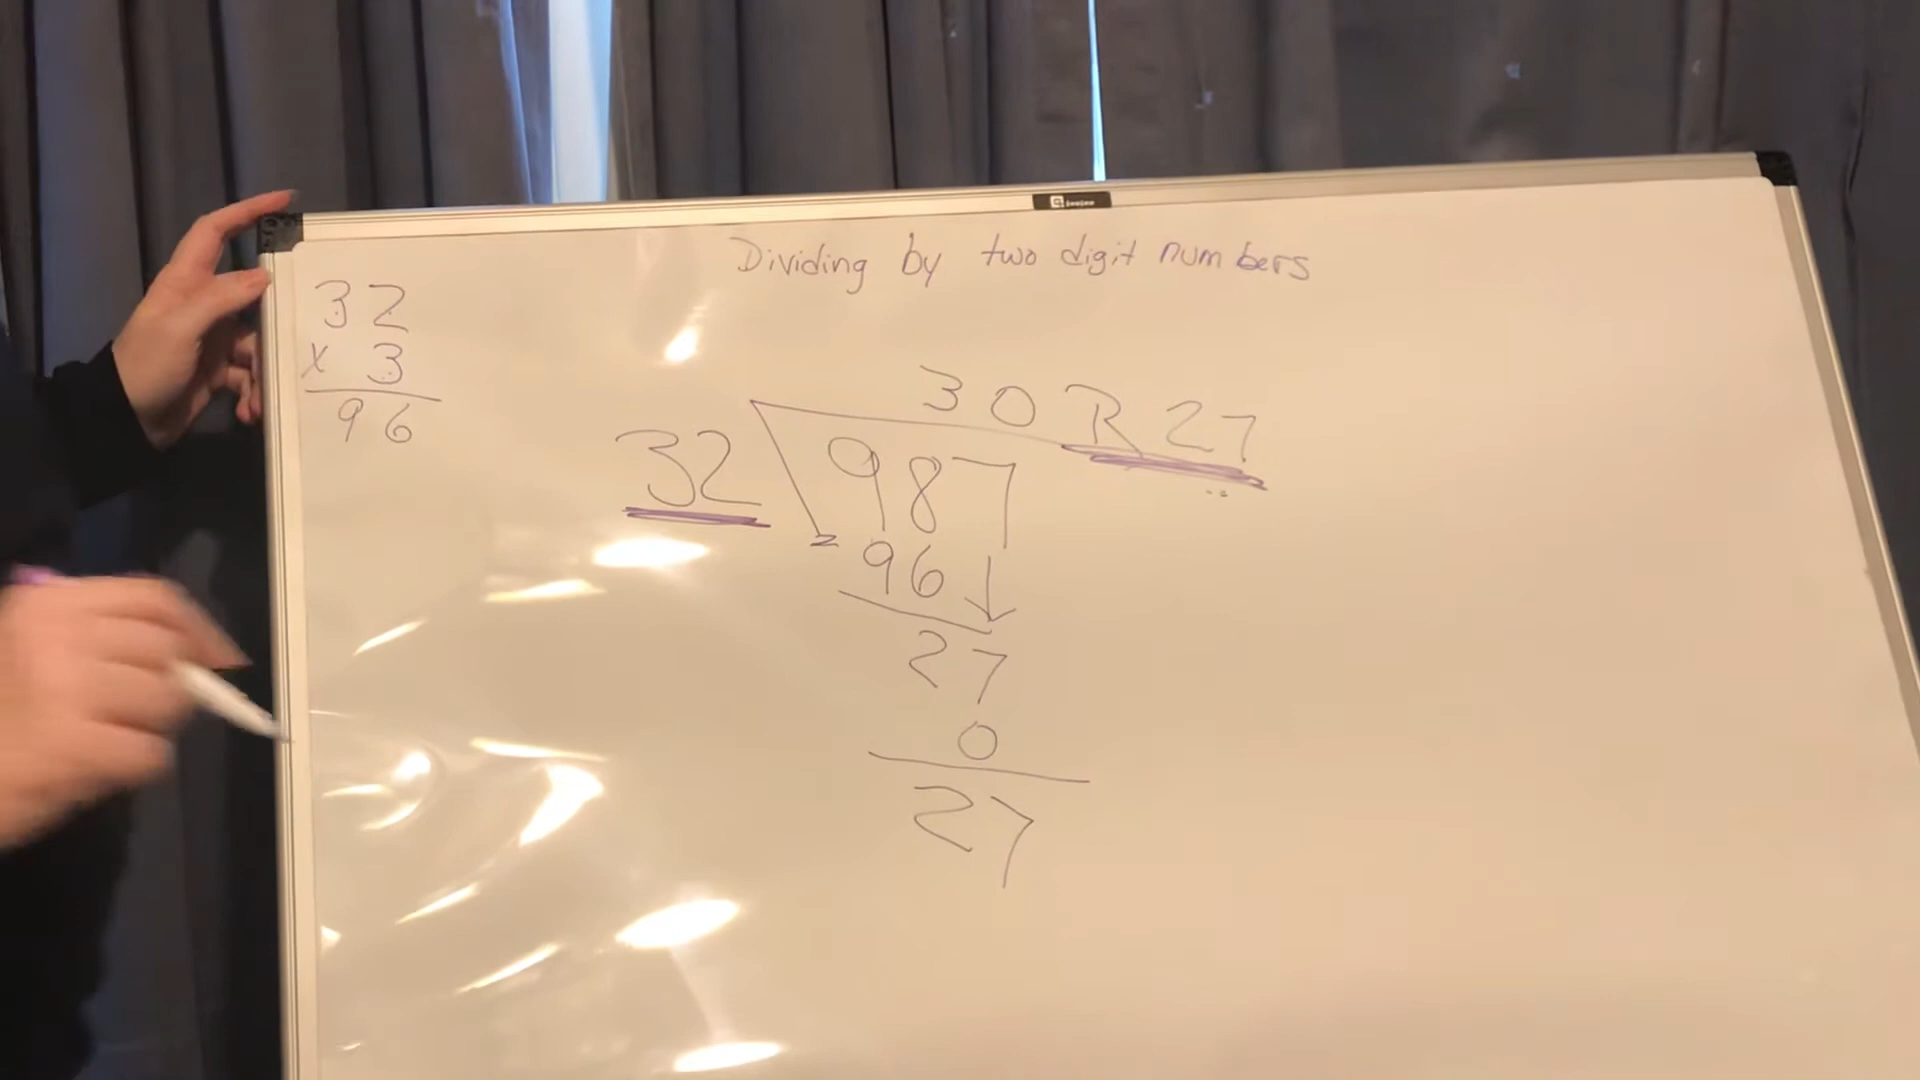 Dividing by two digit numbers
32
x 3
96
30 R 27
32 987
- 96
27
0
27